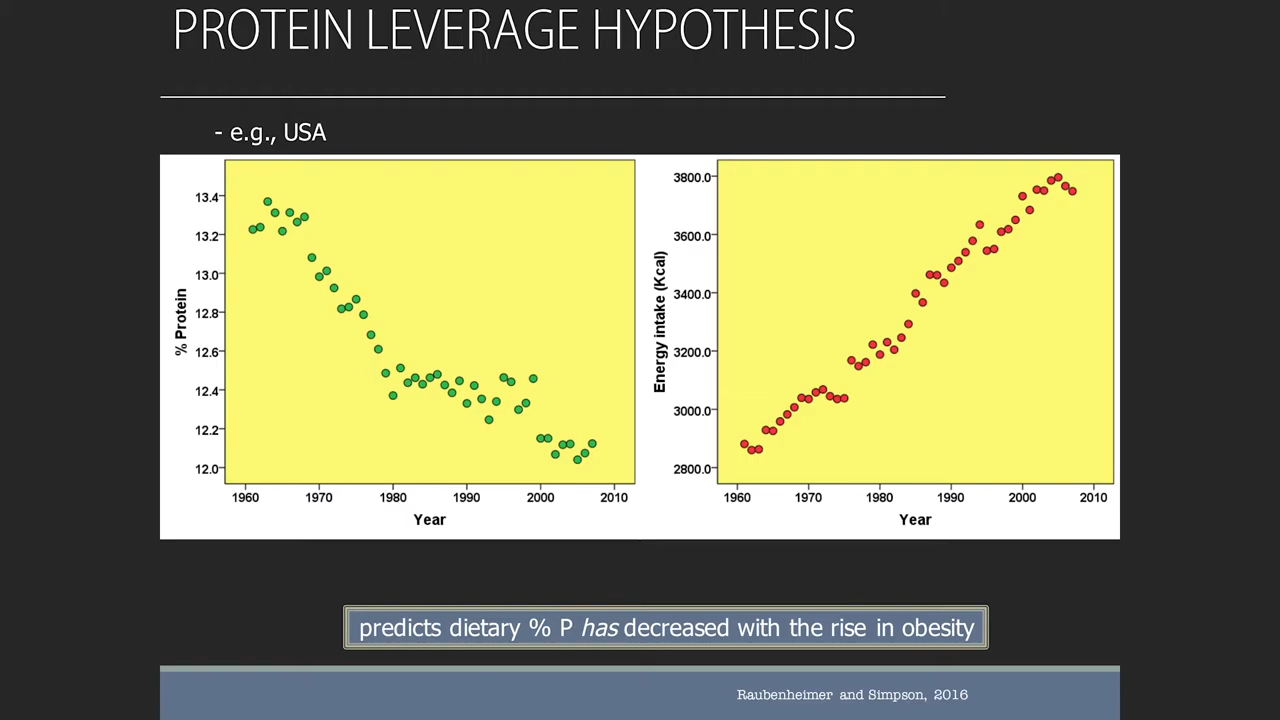 PROTEIN LEVERAGE HYPOTHESIS
- e.g., USA
% Protein
13.4
13.2
13.0
12.8
12.6
12.4
12.2
12.0
1960 1970 1980 1990 2000 2010
Year
Energy intake (Kcal)
3800.0
3600.0
3400.0
3200.0
3000.0
2800.0
1960 1970 1980 1990 2000 2010
Year
predicts dietary % P has decreased with the rise in obesity
Raubenheimer and Simpson, 2016